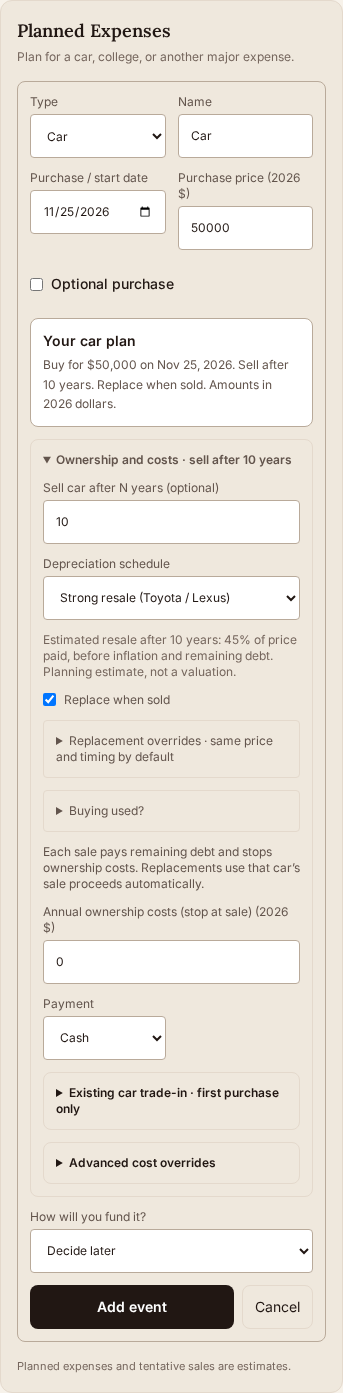 Planned Expenses
Plan for a car, college, or another major expense.
Type
Name
Car
Car
Purchase / start date
Purchase price (2026
$)
11/25/2026
50000
Optional purchase
Your car plan
Buy for $50,000 on Nov 25, 2026. Sell after
10 years. Replace when sold. Amounts in
2026 dollars.
Ownership and costs · sell after 10 years
Sell car after N years (optional)
10
Depreciation schedule
Strong resale (Toyota / Lexus)
Estimated resale after 10 years: 45% of price
paid, before inflation and remaining debt.
Planning estimate, not a valuation.
Replace when sold
Replacement overrides · same price
and timing by default
Buying used?
Each sale pays remaining debt and stops
ownership costs. Replacements use that car’s
sale proceeds automatically.
Annual ownership costs (stop at sale) (2026
$)
0
Payment
Cash
Existing car trade-in · first purchase
only
Advanced cost overrides
How will you fund it?
Decide later
Add event
Cancel
Planned expenses and tentative sales are estimates.